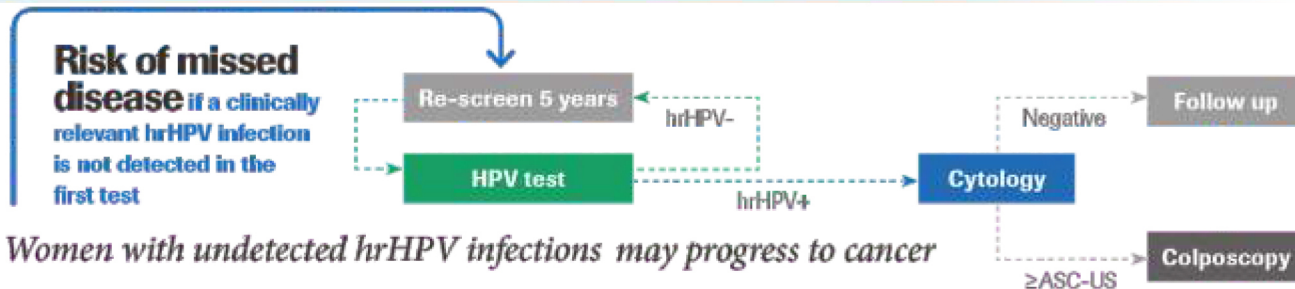 Risk of missed
disease if a clinically
relevant hrHPV infection
is not detected in the
first test
Re-screen 5 years
hrHPV-
HPV test
hrHPV+
Cytology
Negative
Follow up
Colposcopy
≥ASC-US
Women with undetected hrHPV infections may progress to cancer